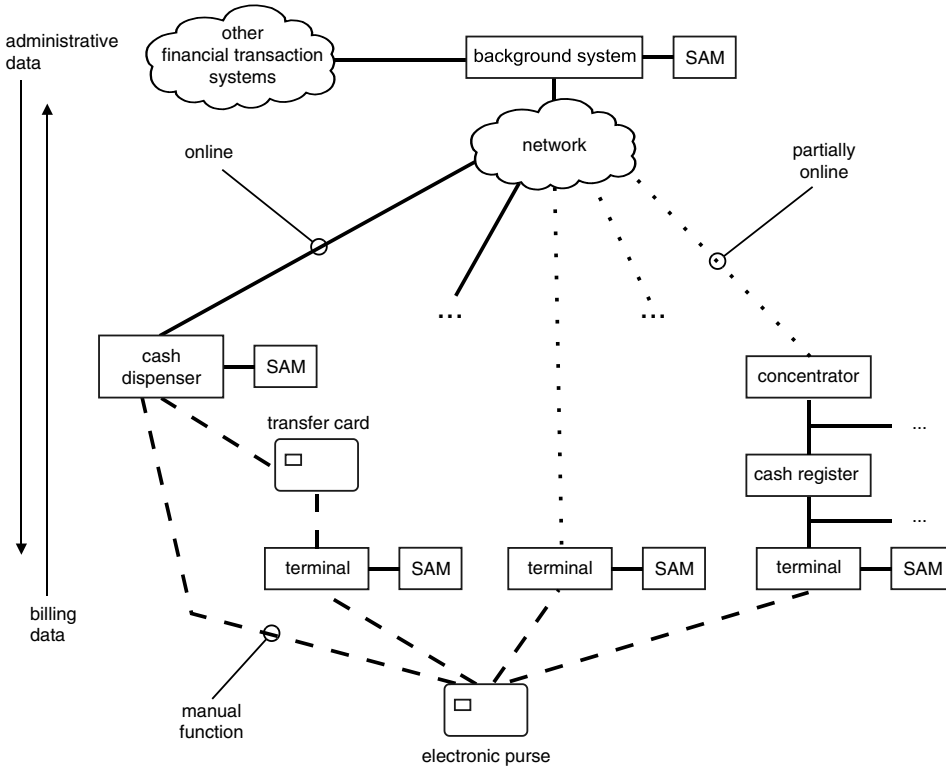 administrative
data
other
financial transaction
systems
background system
SAM
network
online
partially
online
...
...
cash
dispenser
SAM
concentrator
...
transfer card
cash register
...
terminal
SAM
terminal
SAM
terminal
SAM
billing
data
manual
function
electronic purse